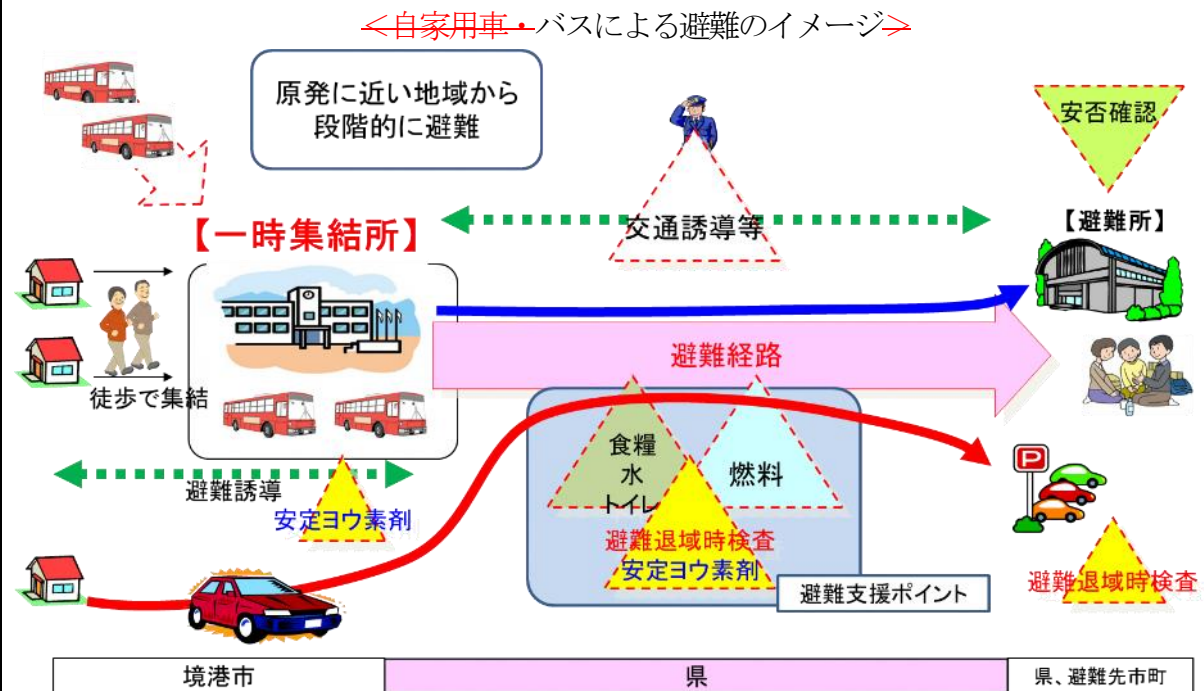 ＜自家用車・バスによる避難のイメージ＞
原発に近い地域から
段階的に避難
安否確認
交通誘導等
【一時集結所】
【避難所】
避難経路
徒歩で集結
食糧
水
トイレ
燃料
避難誘導
安定ヨウ素剤
避難退域時検査
安定ヨウ素剤
避難支援ポイント
P
避難退域時検査
境港市
県
県、避難先市町